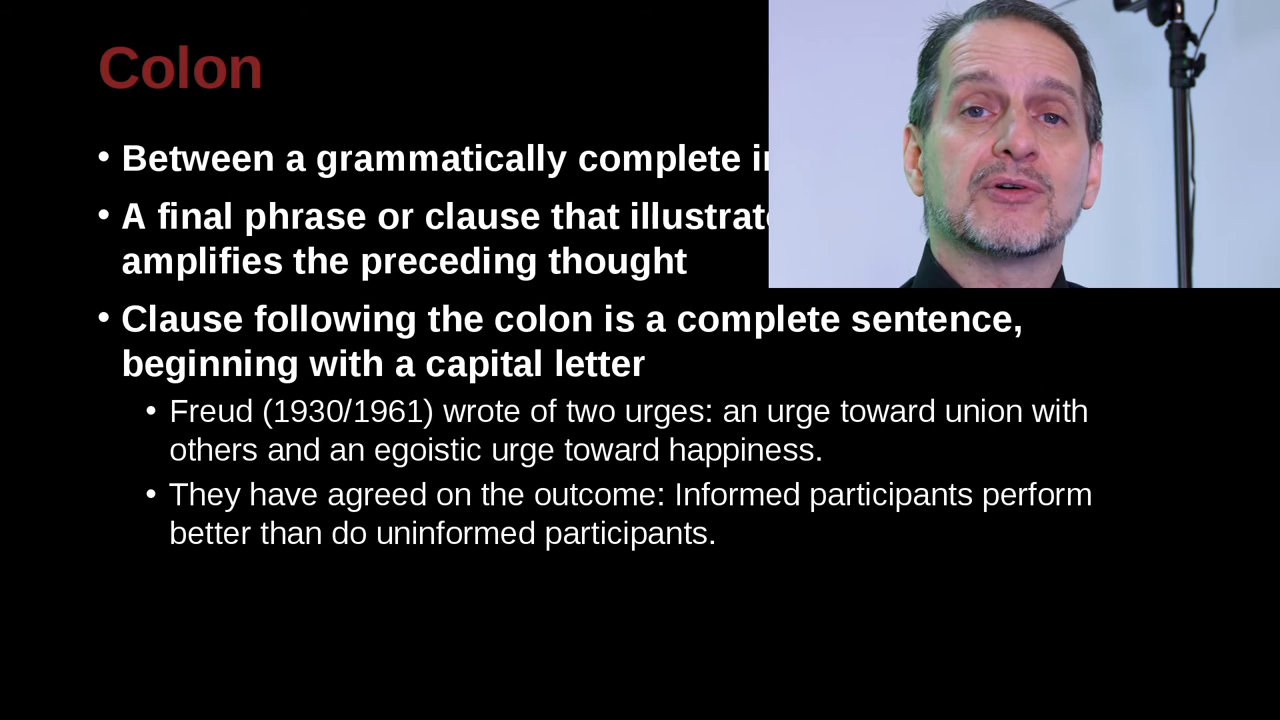 Colon
• Between a grammatically complete
• A final phrase or clause that
amplifies the preceding thought
• Clause following the colon is a complete sentence,
beginning with a capital letter
• Freud (1930/1961) wrote of two urges: an urge toward union with
others and an egoistic urge toward happiness.
• They have agreed on the outcome: Informed participants perform
better than do uninformed participants.